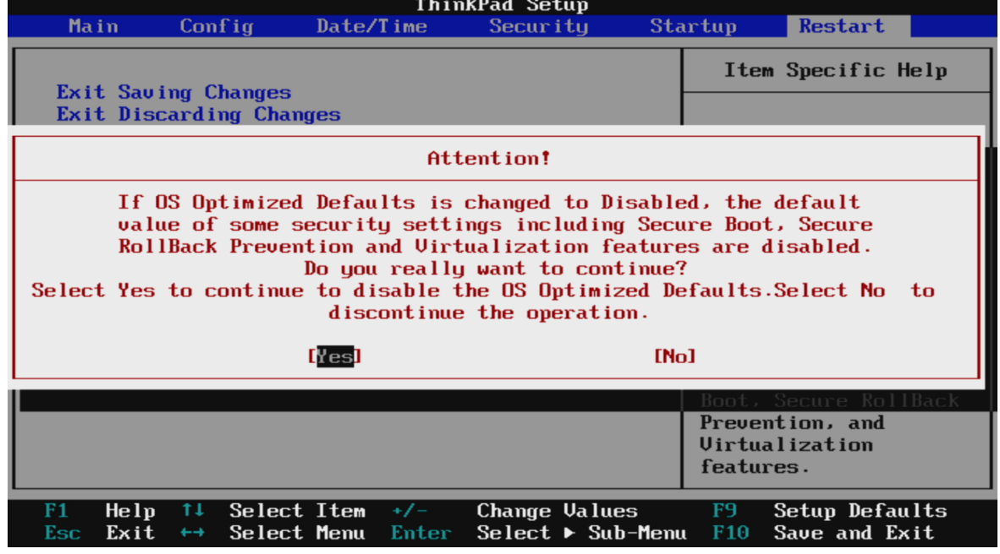 ThinkPad Setup
Main Config Date/Time Security Startup Restart
Item Specific Help
Exit Saving Changes
Exit Discarding Changes
Attention!
If OS Optimized Defaults is changed to Disabled, the default
value of some security settings including Secure Boot, Secure
RollBack Prevention and Virtualization features are disabled.
Do you really want to continue?
Select Yes to continue to disable the OS Optimized Defaults.Select No to
discontinue the operation.
[Yes] [No]
Boot, Secure RollBack
Prevention, and
Virtualization
features.
F1 Help ↑↓ Select Item +/- Change Values F9 Setup Defaults
Esc Exit ←→ Select Menu Enter Select ▶ Sub-Menu F10 Save and Exit